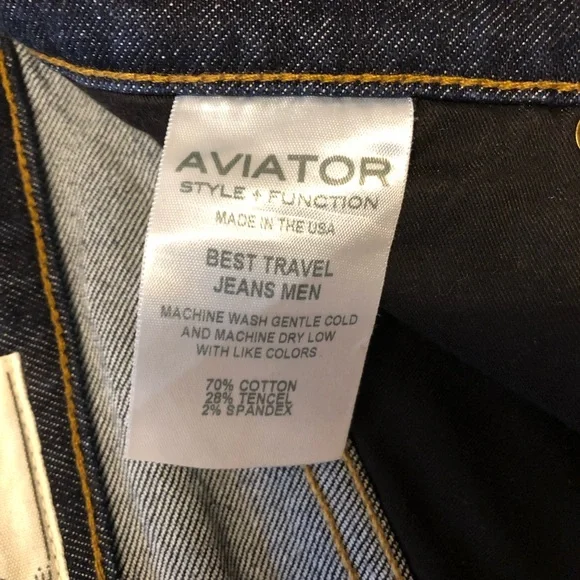 AVIATOR
STYLE + FUNCTION
MADE IN THE USA
BEST TRAVEL
JEANS MEN
MACHINE WASH GENTLE COLD
AND MACHINE DRY LOW
WITH LIKE COLORS
70% COTTON
28% TENCEL
2% SPANDEX